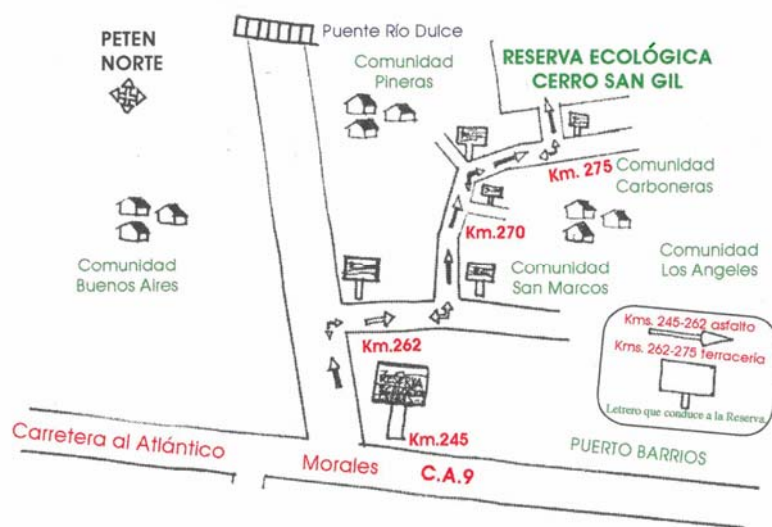 PETEN
NORTE
Puente Río Dulce
Comunidad
Pineras
RESERVA ECOLÓGICA
CERRO SAN GIL
Km. 275
Comunidad
Carboneras
Km.270
Comunidad
Buenos Aires
Comunidad
San Marcos
Comunidad
Los Angeles
Km.262
Kms. 245-262 asfalto
Kms. 262-275 terracería
Letrero que conduce a la Reserva.
RESERVA
Km.245
PUERTO BARRIOS
Carretera al Atlántico
Morales
C.A.9